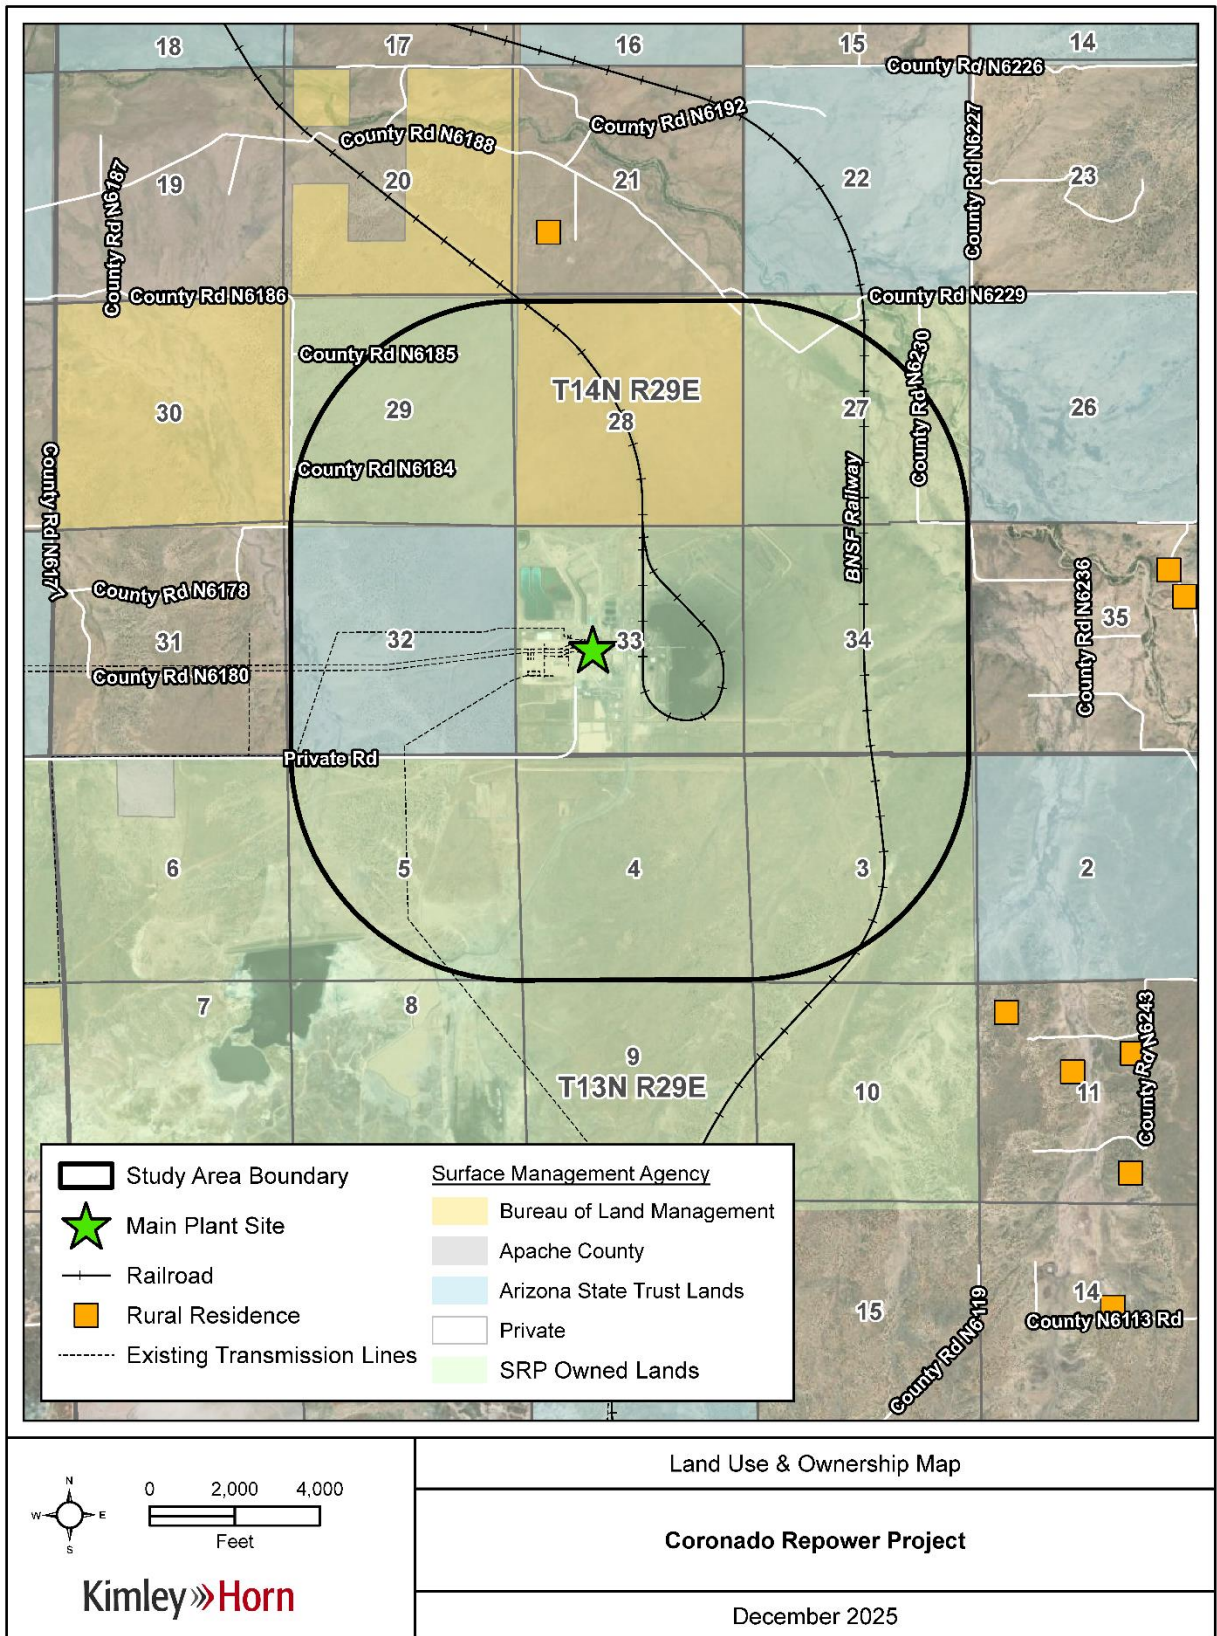 18
17
16
15
14
County Rd N6226
County Rd N6192
County Rd N6227
County Rd N6188
County Rd N6187
19
20
21
22
23
County Rd N6186
County Rd N6229
County Rd N6230
County Rd N6185
T14N R29E
30
29
28
27
26
County Rd N6184
County Rd N617
BNSF Railway
County Rd N6178
County Rd N6236
31
32
33
34
35
County Rd N6180
Private Rd
6
5
4
3
2
7
8
9
T13N R29E
10
11
County Rd N6243
15
14
County N6113 Rd
County Rd N6119
Study Area Boundary
Main Plant Site
Railroad
Rural Residence
Existing Transmission Lines
Surface Management Agency
Bureau of Land Management
Apache County
Arizona State Trust Lands
Private
SRP Owned Lands
N
W
E
S
0 2,000 4,000
Feet
Kimley»Horn
Land Use & Ownership Map
Coronado Repower Project
December 2025